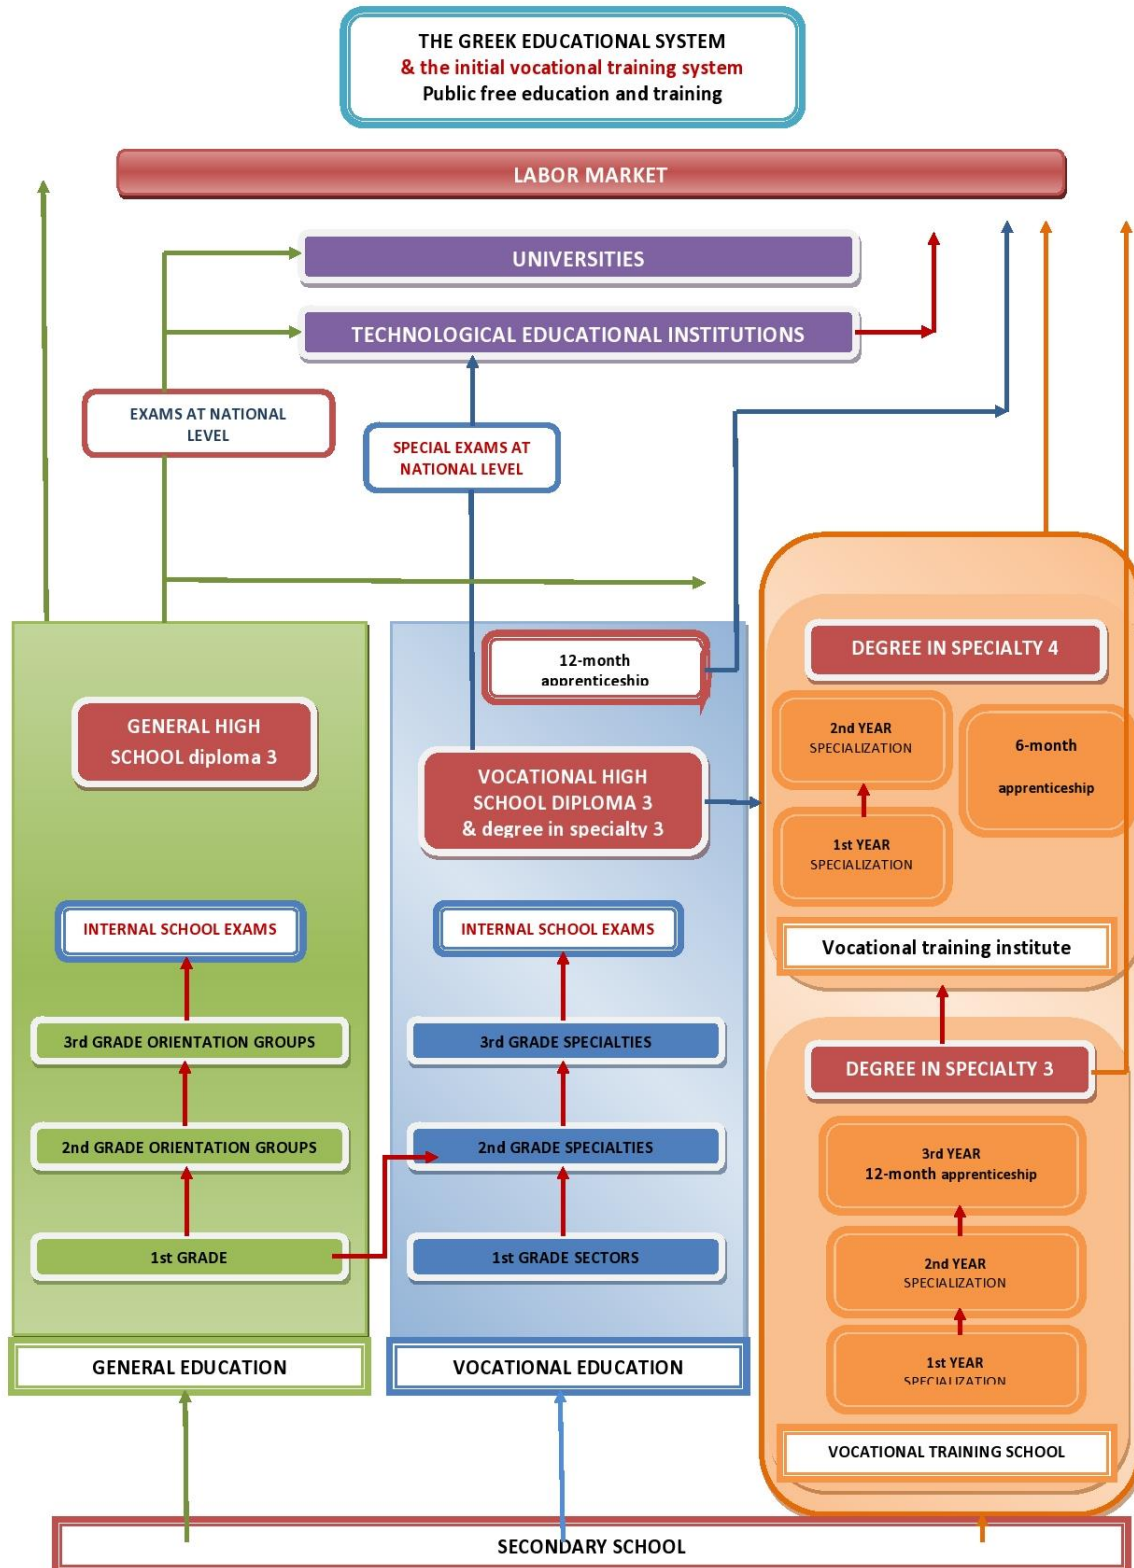 THE GREEK EDUCATIONAL SYSTEM
& the initial vocational training system
Public free education and training
LABOR MARKET
UNIVERSITIES
TECHNOLOGICAL EDUCATIONAL INSTITUTIONS
EXAMS AT NATIONAL
LEVEL
SPECIAL EXAMS AT
NATIONAL LEVEL
GENERAL HIGH
SCHOOL diploma 3
INTERNAL SCHOOL EXAMS
3rd GRADE ORIENTATION GROUPS
2nd GRADE ORIENTATION GROUPS
1st GRADE
GENERAL EDUCATION
12-month
apprenticeship
VOCATIONAL HIGH
SCHOOL DIPLOMA 3
& degree in specialty 3
INTERNAL SCHOOL EXAMS
3rd GRADE SPECIALTIES
2nd GRADE SPECIALTIES
1st GRADE SECTORS
VOCATIONAL EDUCATION
DEGREE IN SPECIALTY 4
2nd YEAR
SPECIALIZATION
6-month
apprenticeship
1st YEAR
SPECIALIZATION
Vocational training institute
DEGREE IN SPECIALTY 3
3rd YEAR
12-month apprenticeship
2nd YEAR
SPECIALIZATION
1st YEAR
SPECIALIZATION
VOCATIONAL TRAINING SCHOOL
SECONDARY SCHOOL